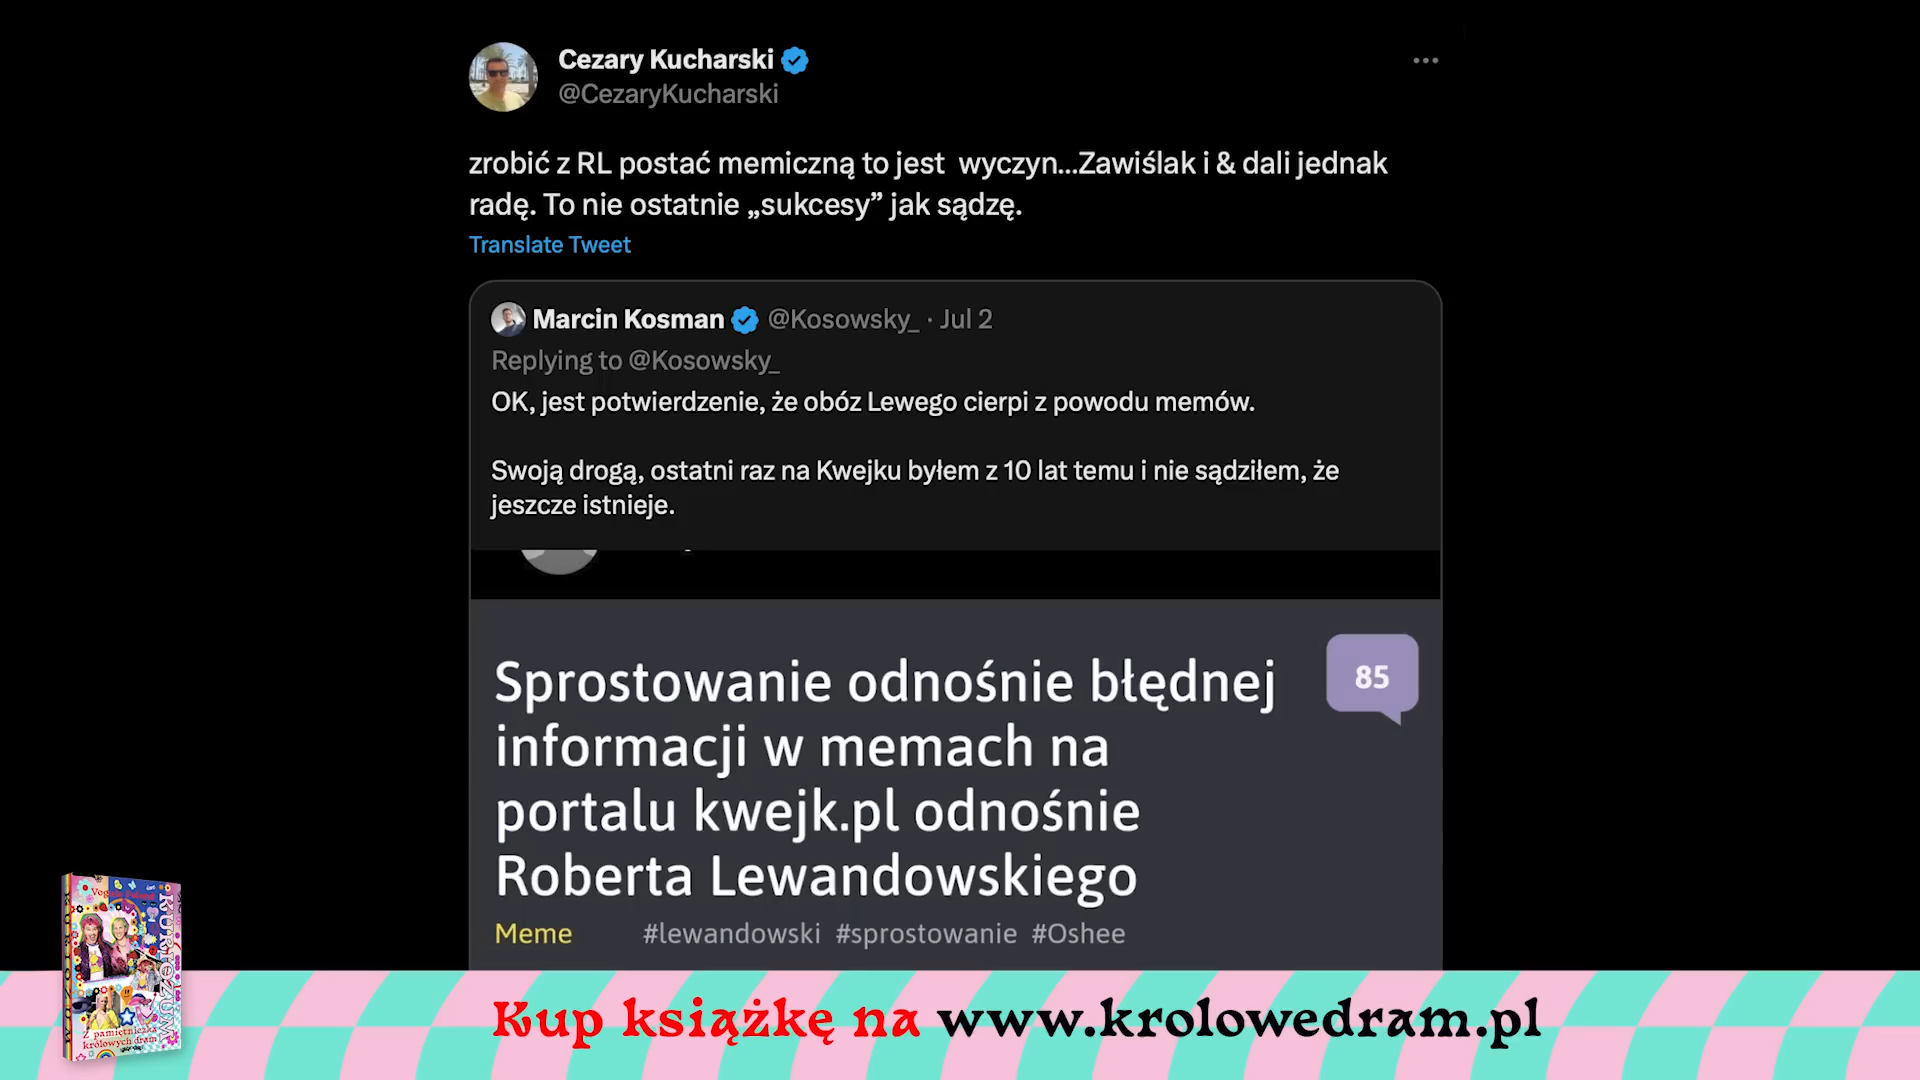 Cezary Kucharski
@CezaryKucharski
zrobić z RL postać memiczną to jest wyczyn...Zawiślak i & dali jednak
radę. To nie ostatnie „sukcesy” jak sądzę.
Translate Tweet
Marcin Kosman @Kosowsky_ · Jul 2
Replying to @Kosowsky_
OK, jest potwierdzenie, że obóz Lewego cierpi z powodu memów.
Swoją drogą, ostatni raz na Kwejku byłem z 10 lat temu i nie sądziłem, że
jeszcze istnieje.
Sprostowanie odnośnie błędnej
informacji w memach na
portalu kwejk.pl odnośnie
Roberta Lewandowskiego
85
Meme #lewandowski #sprostowanie #Oshee
Z pamiętniczka
królowych dram
Kup książkę na www.krolowedram.pl